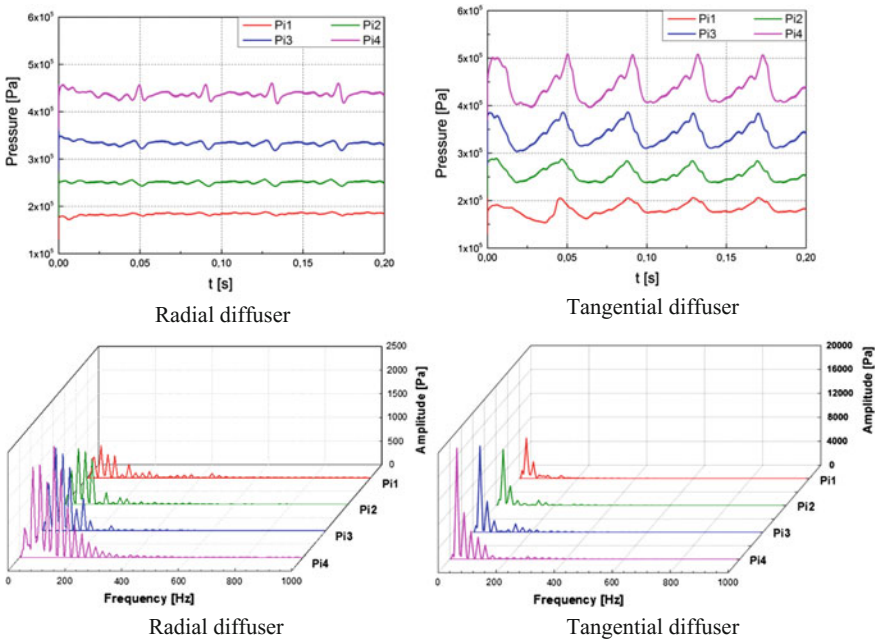 Pi1 Pi2
Pi3 Pi4
Pressure [Pa]
6x10⁵
5x10⁵
4x10⁵
3x10⁵
2x10⁵
1x10⁵
0,00 0,05 0,10 0,15 0,20
t [s]
Radial diffuser
Pi1 Pi2
Pi3 Pi4
Pressure [Pa]
6x10⁵
5x10⁵
4x10⁵
3x10⁵
2x10⁵
1x10⁵
0,00 0,05 0,10 0,15 0,20
t [s]
Tangential diffuser
2500
2000
1500
1000
500
0
Amplitude [Pa]
Pi1
Pi2
Pi3
Pi4
0 200 400 600 800 1000
Frequency [Hz]
Radial diffuser
20000
16000
12000
8000
4000
0
Amplitude [Pa]
Pi1
Pi2
Pi3
Pi4
0 200 400 600 800 1000
Frequency [Hz]
Tangential diffuser